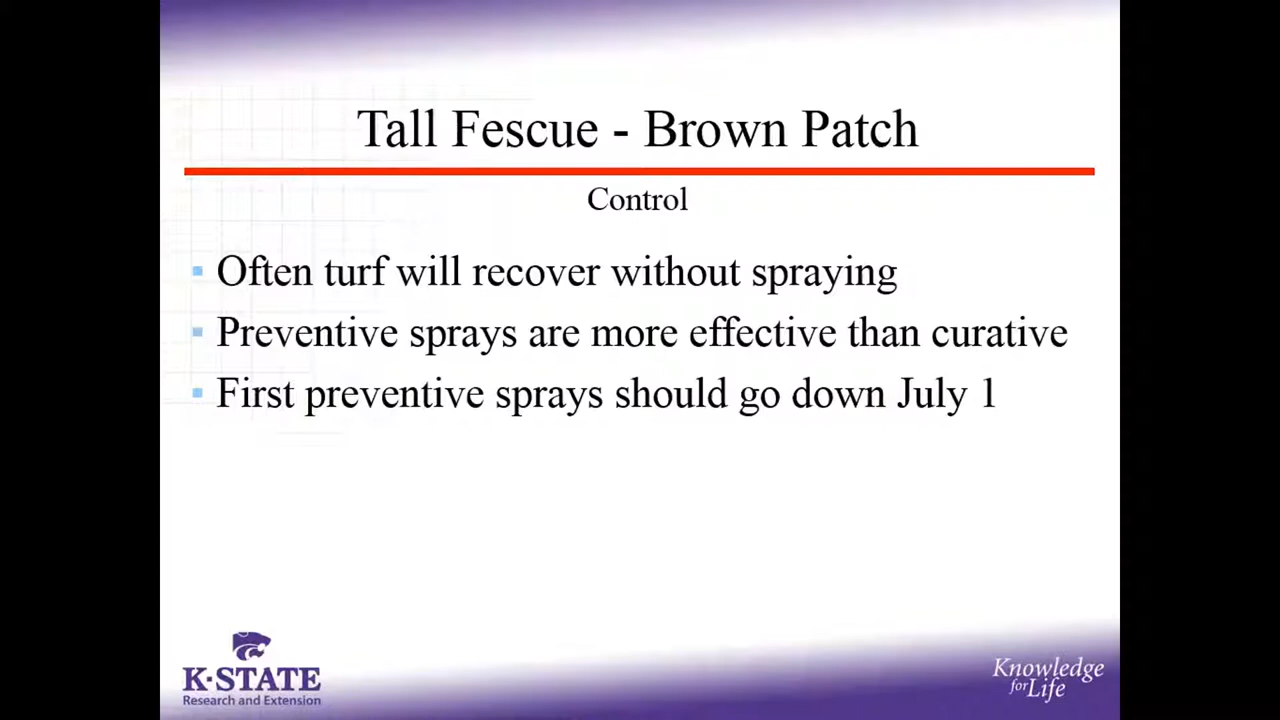 Tall Fescue - Brown Patch
Control
Often turf will recover without spraying
Preventive sprays are more effective than curative
First preventive sprays should go down July 1
K-STATE
Research and Extension
Knowledge
for Life